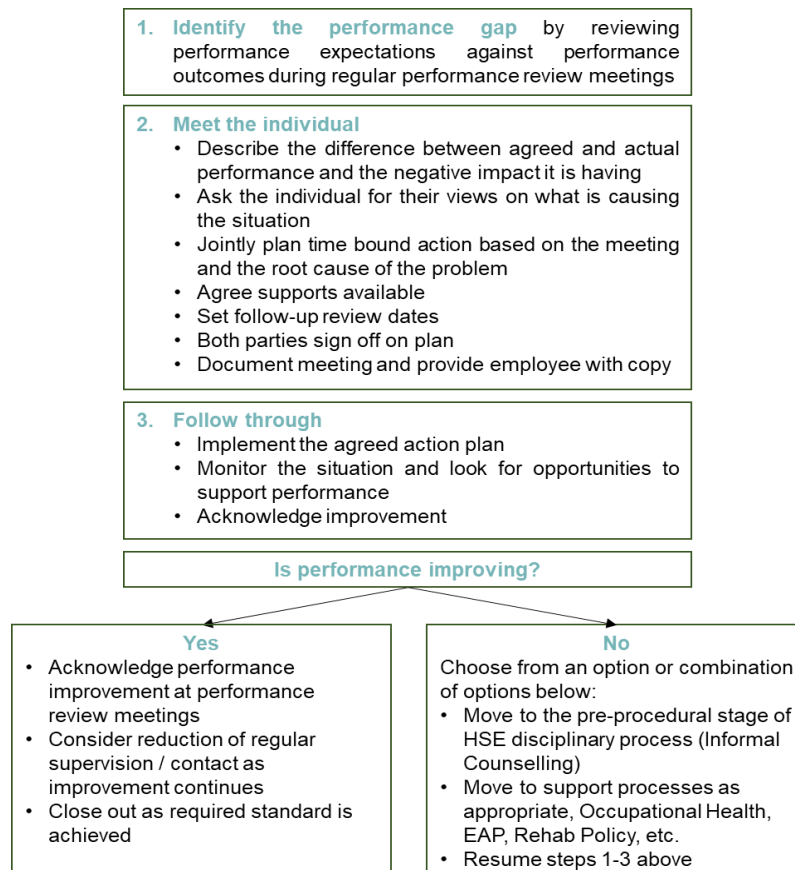 1. Identify the performance gap by reviewing
performance expectations against performance
outcomes during regular performance review meetings
2. Meet the individual
• Describe the difference between agreed and actual
performance and the negative impact it is having
• Ask the individual for their views on what is causing
the situation
• Jointly plan time bound action based on the meeting
and the root cause of the problem
• Agree supports available
• Set follow-up review dates
• Both parties sign off on plan
• Document meeting and provide employee with copy
3. Follow through
• Implement the agreed action plan
• Monitor the situation and look for opportunities to
support performance
• Acknowledge improvement
Is performance improving?
Yes
• Acknowledge performance
improvement at performance
review meetings
• Consider reduction of regular
supervision / contact as
improvement continues
• Close out as required standard is
achieved
No
Choose from an option or combination
of options below:
• Move to the pre-procedural stage of
HSE disciplinary process (Informal
Counselling)
• Move to support processes as
appropriate, Occupational Health,
EAP, Rehab Policy, etc.
• Resume steps 1-3 above